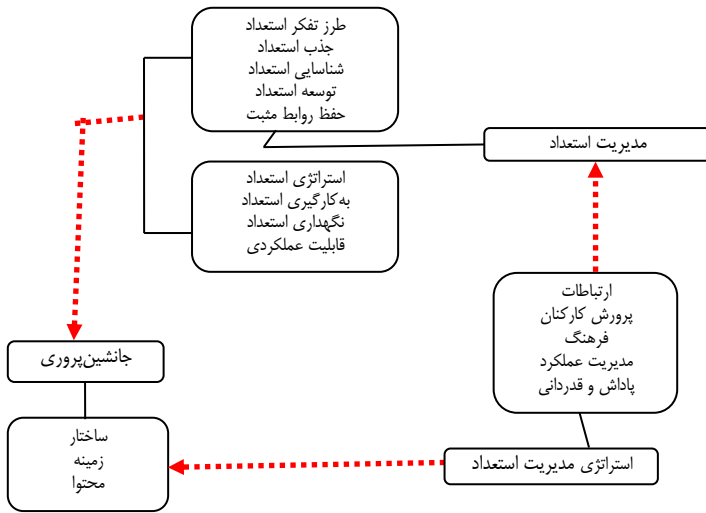 طرز تفکر استعداد
جذب استعداد
شناسایی استعداد
توسعه استعداد
حفظ روابط مثبت
مدیریت استعداد
استراتژی استعداد
به‌کارگیری استعداد
نگهداری استعداد
قابلیت عملکردی
ارتباطات
پرورش کارکنان
فرهنگ
مدیریت عملکرد
پاداش و قدردانی
جانشین‌پروری
ساختار
زمینه
محتوا
استراتژی مدیریت استعداد